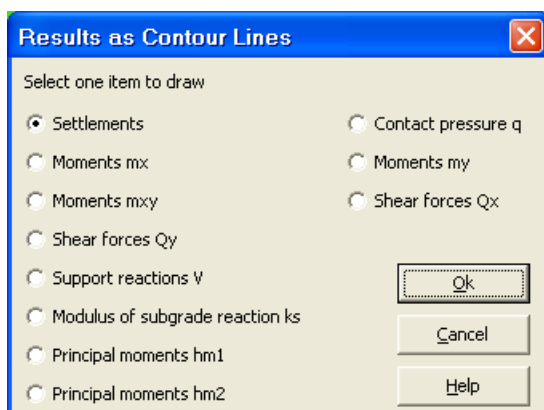 Results as Contour Lines
Select one item to draw
Settlements
Contact pressure q
Moments mx
Moments my
Moments mxy
Shear forces Qx
Shear forces Qy
Support reactions V
Modulus of subgrade reaction ks
Principal moments hm1
Principal moments hm2
Ok
Cancel
Help